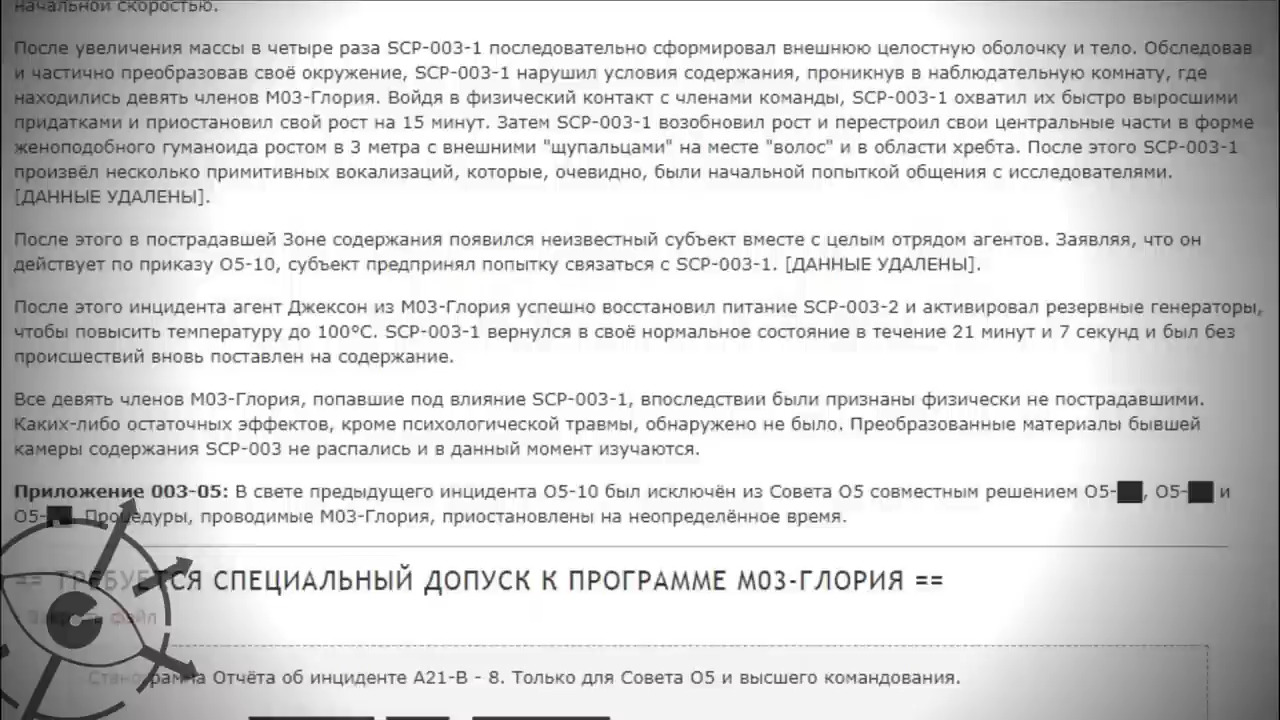 начальной скоростью.
После увеличения массы в четыре раза SCP-003-1 последовательно сформировал внешнюю целостную оболочку и тело. Обследовав
и частично преобразовав своё окружение, SCP-003-1 нарушил условия содержания, проникнув в наблюдательную комнату, где
находились девять членов М03-Глория. Войдя в физический контакт с членами команды, SCP-003-1 охватил их быстро выросшими
придатками и приостановил свой рост на 15 минут. Затем SCP-003-1 возобновил рост и перестроил свои центральные части в форме
женоподобного гуманоида ростом в 3 метра с внешними "щупальцами" на месте "волос" и в области хребта. После этого SCP-003-1
произвёл несколько примитивных вокализаций, которые, очевидно, были начальной попыткой общения с исследователями.
[ДАННЫЕ УДАЛЕНЫ].
После этого в пострадавшей Зоне содержания появился неизвестный субъект вместе с целым отрядом агентов. Заявляя, что он
действует по приказу О5-10, субъект предпринял попытку связаться с SCP-003-1. [ДАННЫЕ УДАЛЕНЫ].
После этого инцидента агент Джексон из М03-Глория успешно восстановил питание SCP-003-2 и активировал резервные генераторы,
чтобы повысить температуру до 100°C. SCP-003-1 вернулся в своё нормальное состояние в течение 21 минут и 7 секунд и был без
происшествий вновь поставлен на содержание.
Все девять членов М03-Глория, попавшие под влияние SCP-003-1, впоследствии были признаны физически не пострадавшими.
Каких-либо остаточных эффектов, кроме психологической травмы, обнаружено не было. Преобразованные материалы бывшей
камеры содержания SCP-003 не распались и в данный момент изучаются.
Приложение 003-05: В свете предыдущего инцидента О5-10 был исключён из Совета О5 совместным решением О5-██, О5-██ и
О5-██. Процедуры, проводимые М03-Глория, приостановлены на неопределённое время.
== ТРЕБУЕТСЯ СПЕЦИАЛЬНЫЙ ДОПУСК К ПРОГРАММЕ М03-ГЛОРИЯ ==
Закрыть файл
Стенограмма Отчёта об инциденте А21-В - 8. Только для Совета О5 и высшего командования.